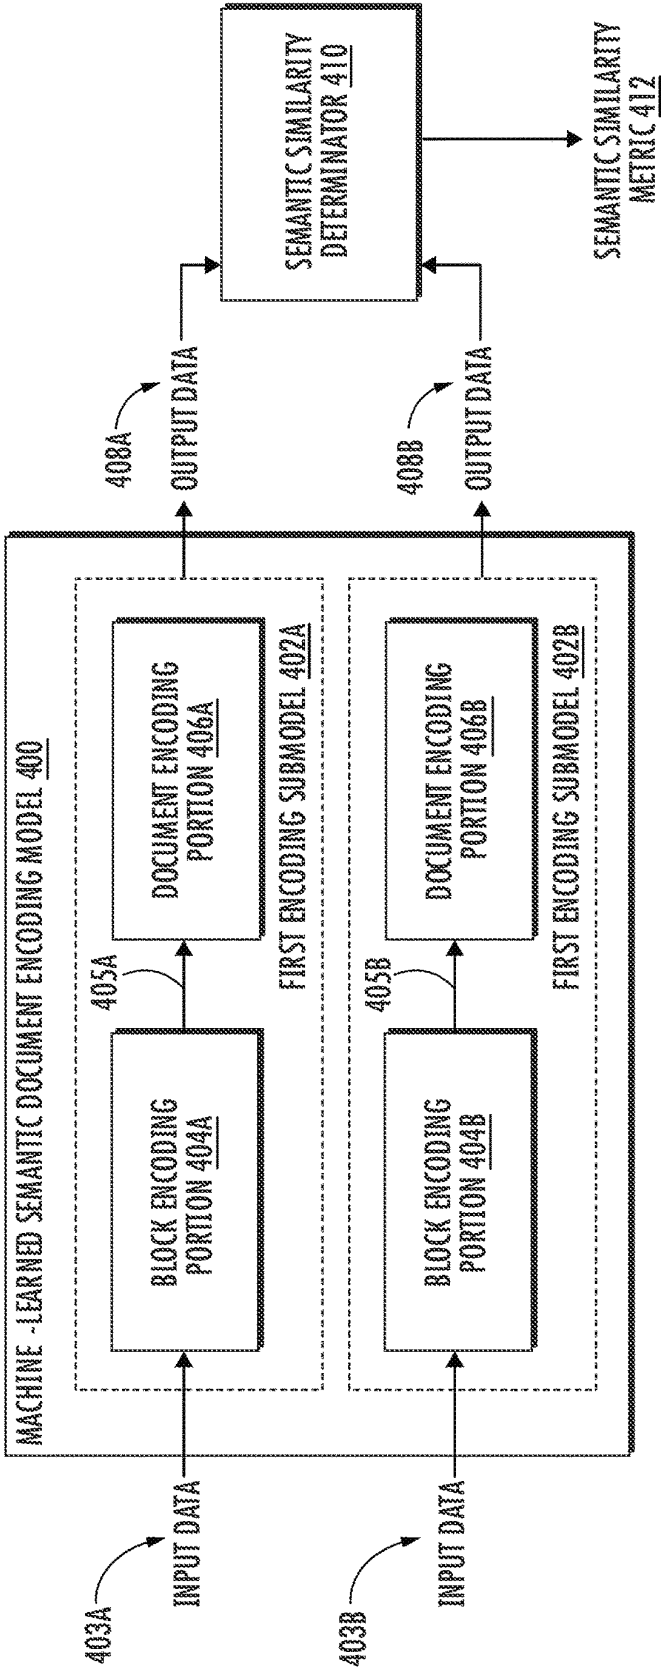 MACHINE -LEARNED SEMANTIC DOCUMENT ENCODING MODEL 400
403A
INPUT DATA
BLOCK ENCODING
PORTION 404A
405A
DOCUMENT ENCODING
PORTION 406A
FIRST ENCODING SUBMODEL 402A
408A
OUTPUT DATA
403B
INPUT DATA
BLOCK ENCODING
PORTION 404B
405B
DOCUMENT ENCODING
PORTION 406B
FIRST ENCODING SUBMODEL 402B
408B
OUTPUT DATA
SEMANTIC SIMILARITY
DETERMINATOR 410
SEMANTIC SIMILARITY
METRIC 412